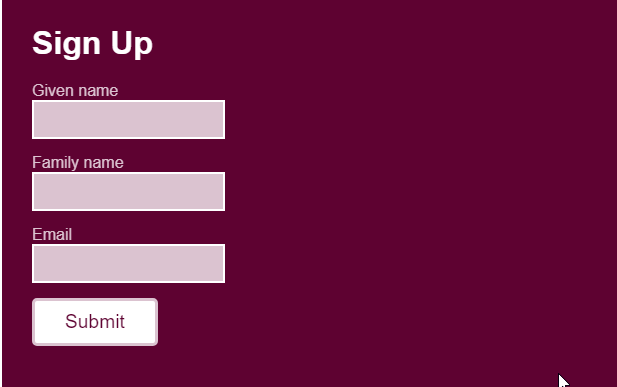 Sign Up
Given name
Family name
Email
Submit